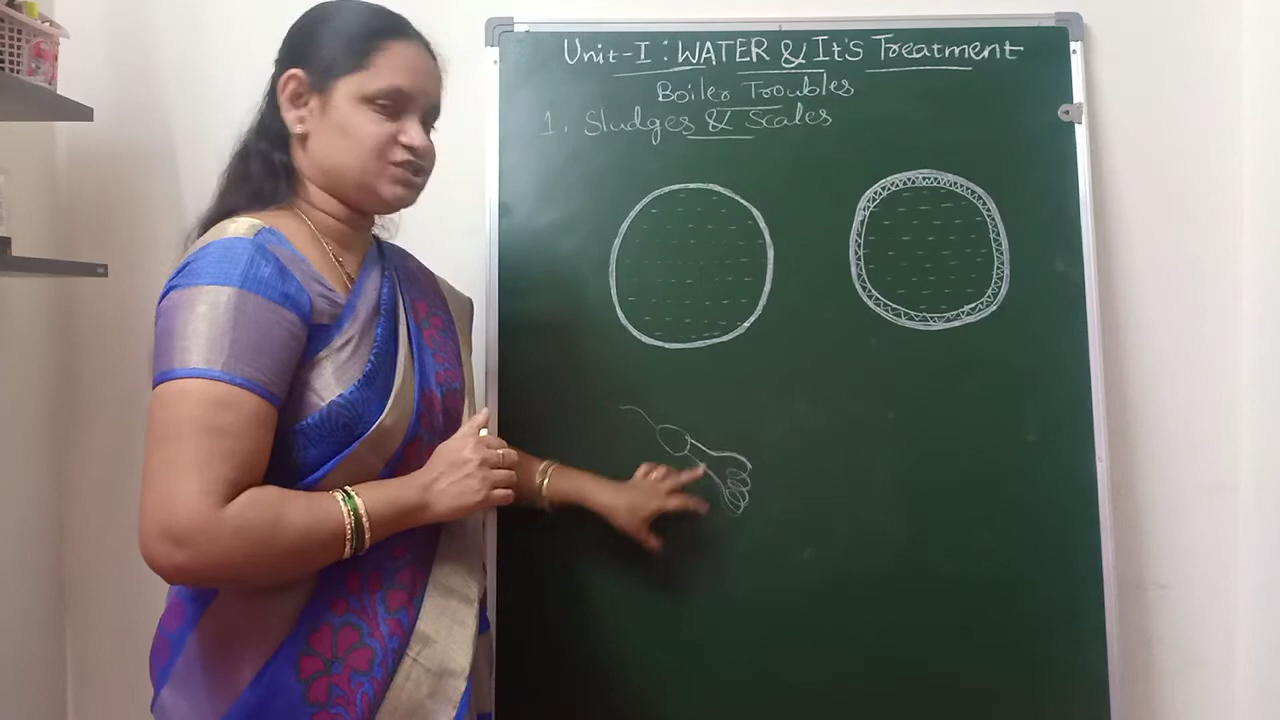 Unit-I : WATER & It's Treatment
Boiler Troubles
1. Sludges & Scales